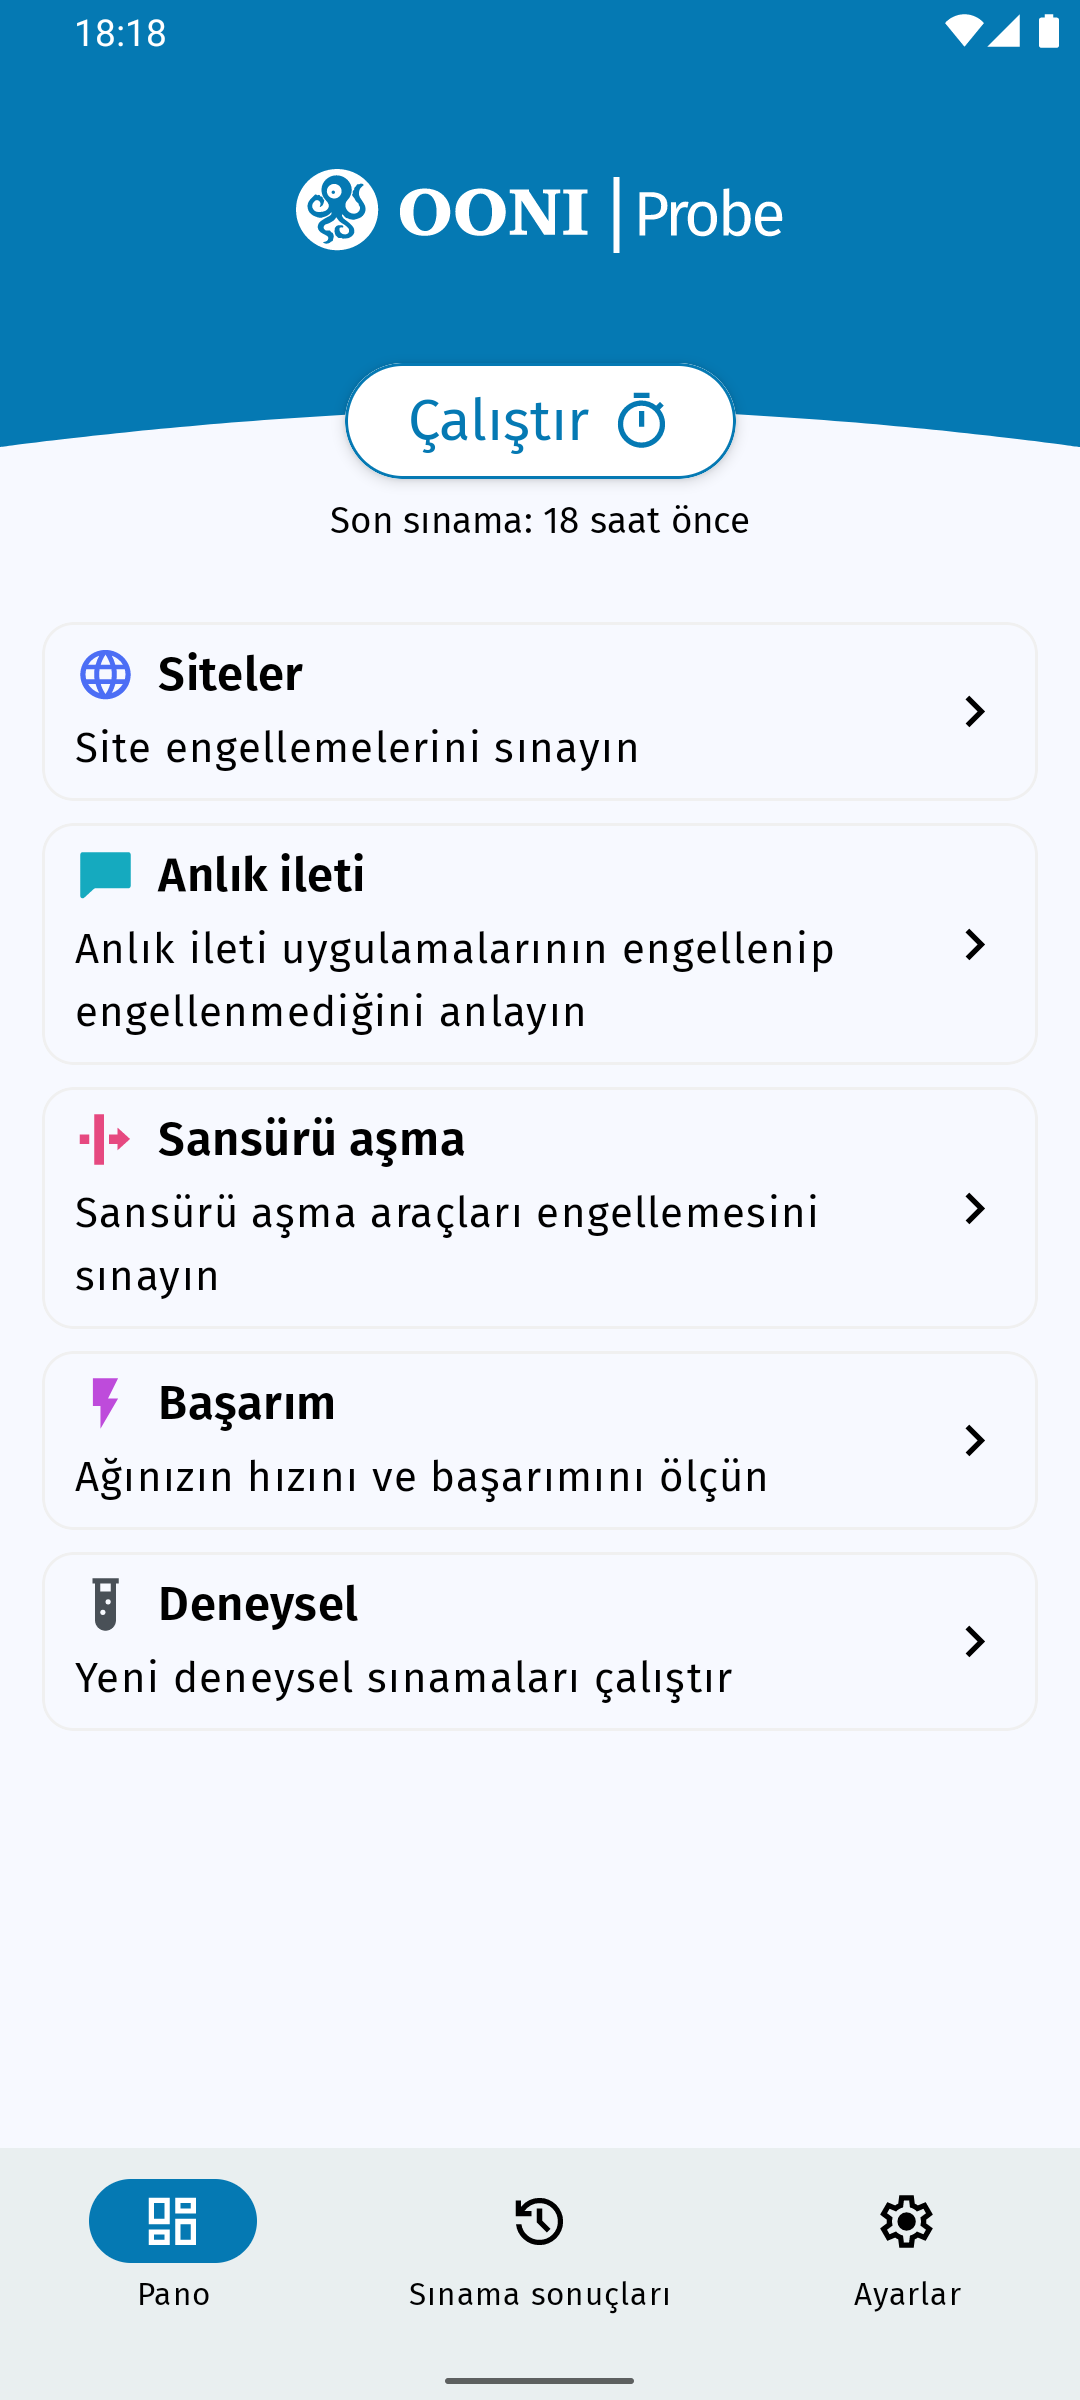 18:18
OONI | Probe
Çalıştır
Son sınama: 18 saat önce
Siteler
Site engellemelerini sınayın
Anlık ileti
Anlık ileti uygulamalarının engellenip
engellenmediğini anlayın
Sansürü aşma
Sansürü aşma araçları engellemesini
sınayın
Başarım
Ağınızın hızını ve başarımını ölçün
Deneysel
Yeni deneysel sınamaları çalıştır
Pano
Sınama sonuçları
Ayarlar